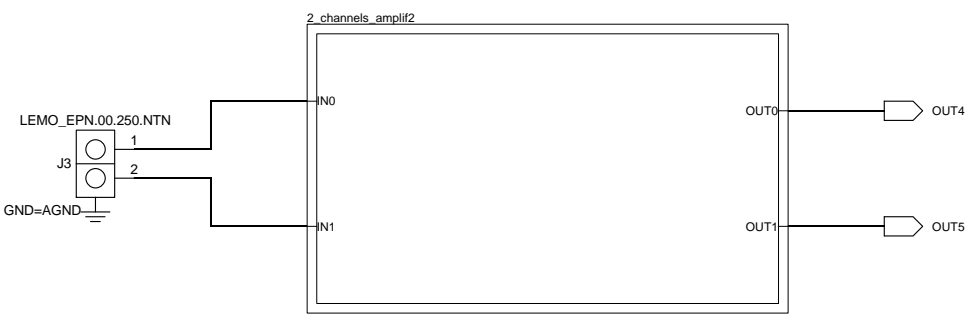 2_channels_amplif2
IN0
OUT0
OUT4
LEMO_EPN.00.250.NTN
1
J3
2
GND=AGND
IN1
OUT1
OUT5